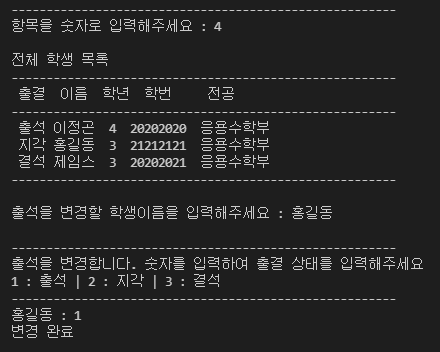 ------------------------------------------------------
항목을 숫자로 입력해주세요 : 4
전체 학생 목록
------------------------------------------------------
출결 이름 학년 학번 전공
------------------------------------------------------
출석 이정곤 4 20202020 응용수학부
지각 홍길동 3 21212121 응용수학부
결석 제임스 3 20202021 응용수학부
------------------------------------------------------
출석을 변경할 학생이름을 입력해주세요 : 홍길동
------------------------------------------------------
출석을 변경합니다. 숫자를 입력하여 출결 상태를 입력해주세요
1 : 출석 | 2 : 지각 | 3 : 결석
------------------------------------------------------
홍길동 : 1
변경 완료